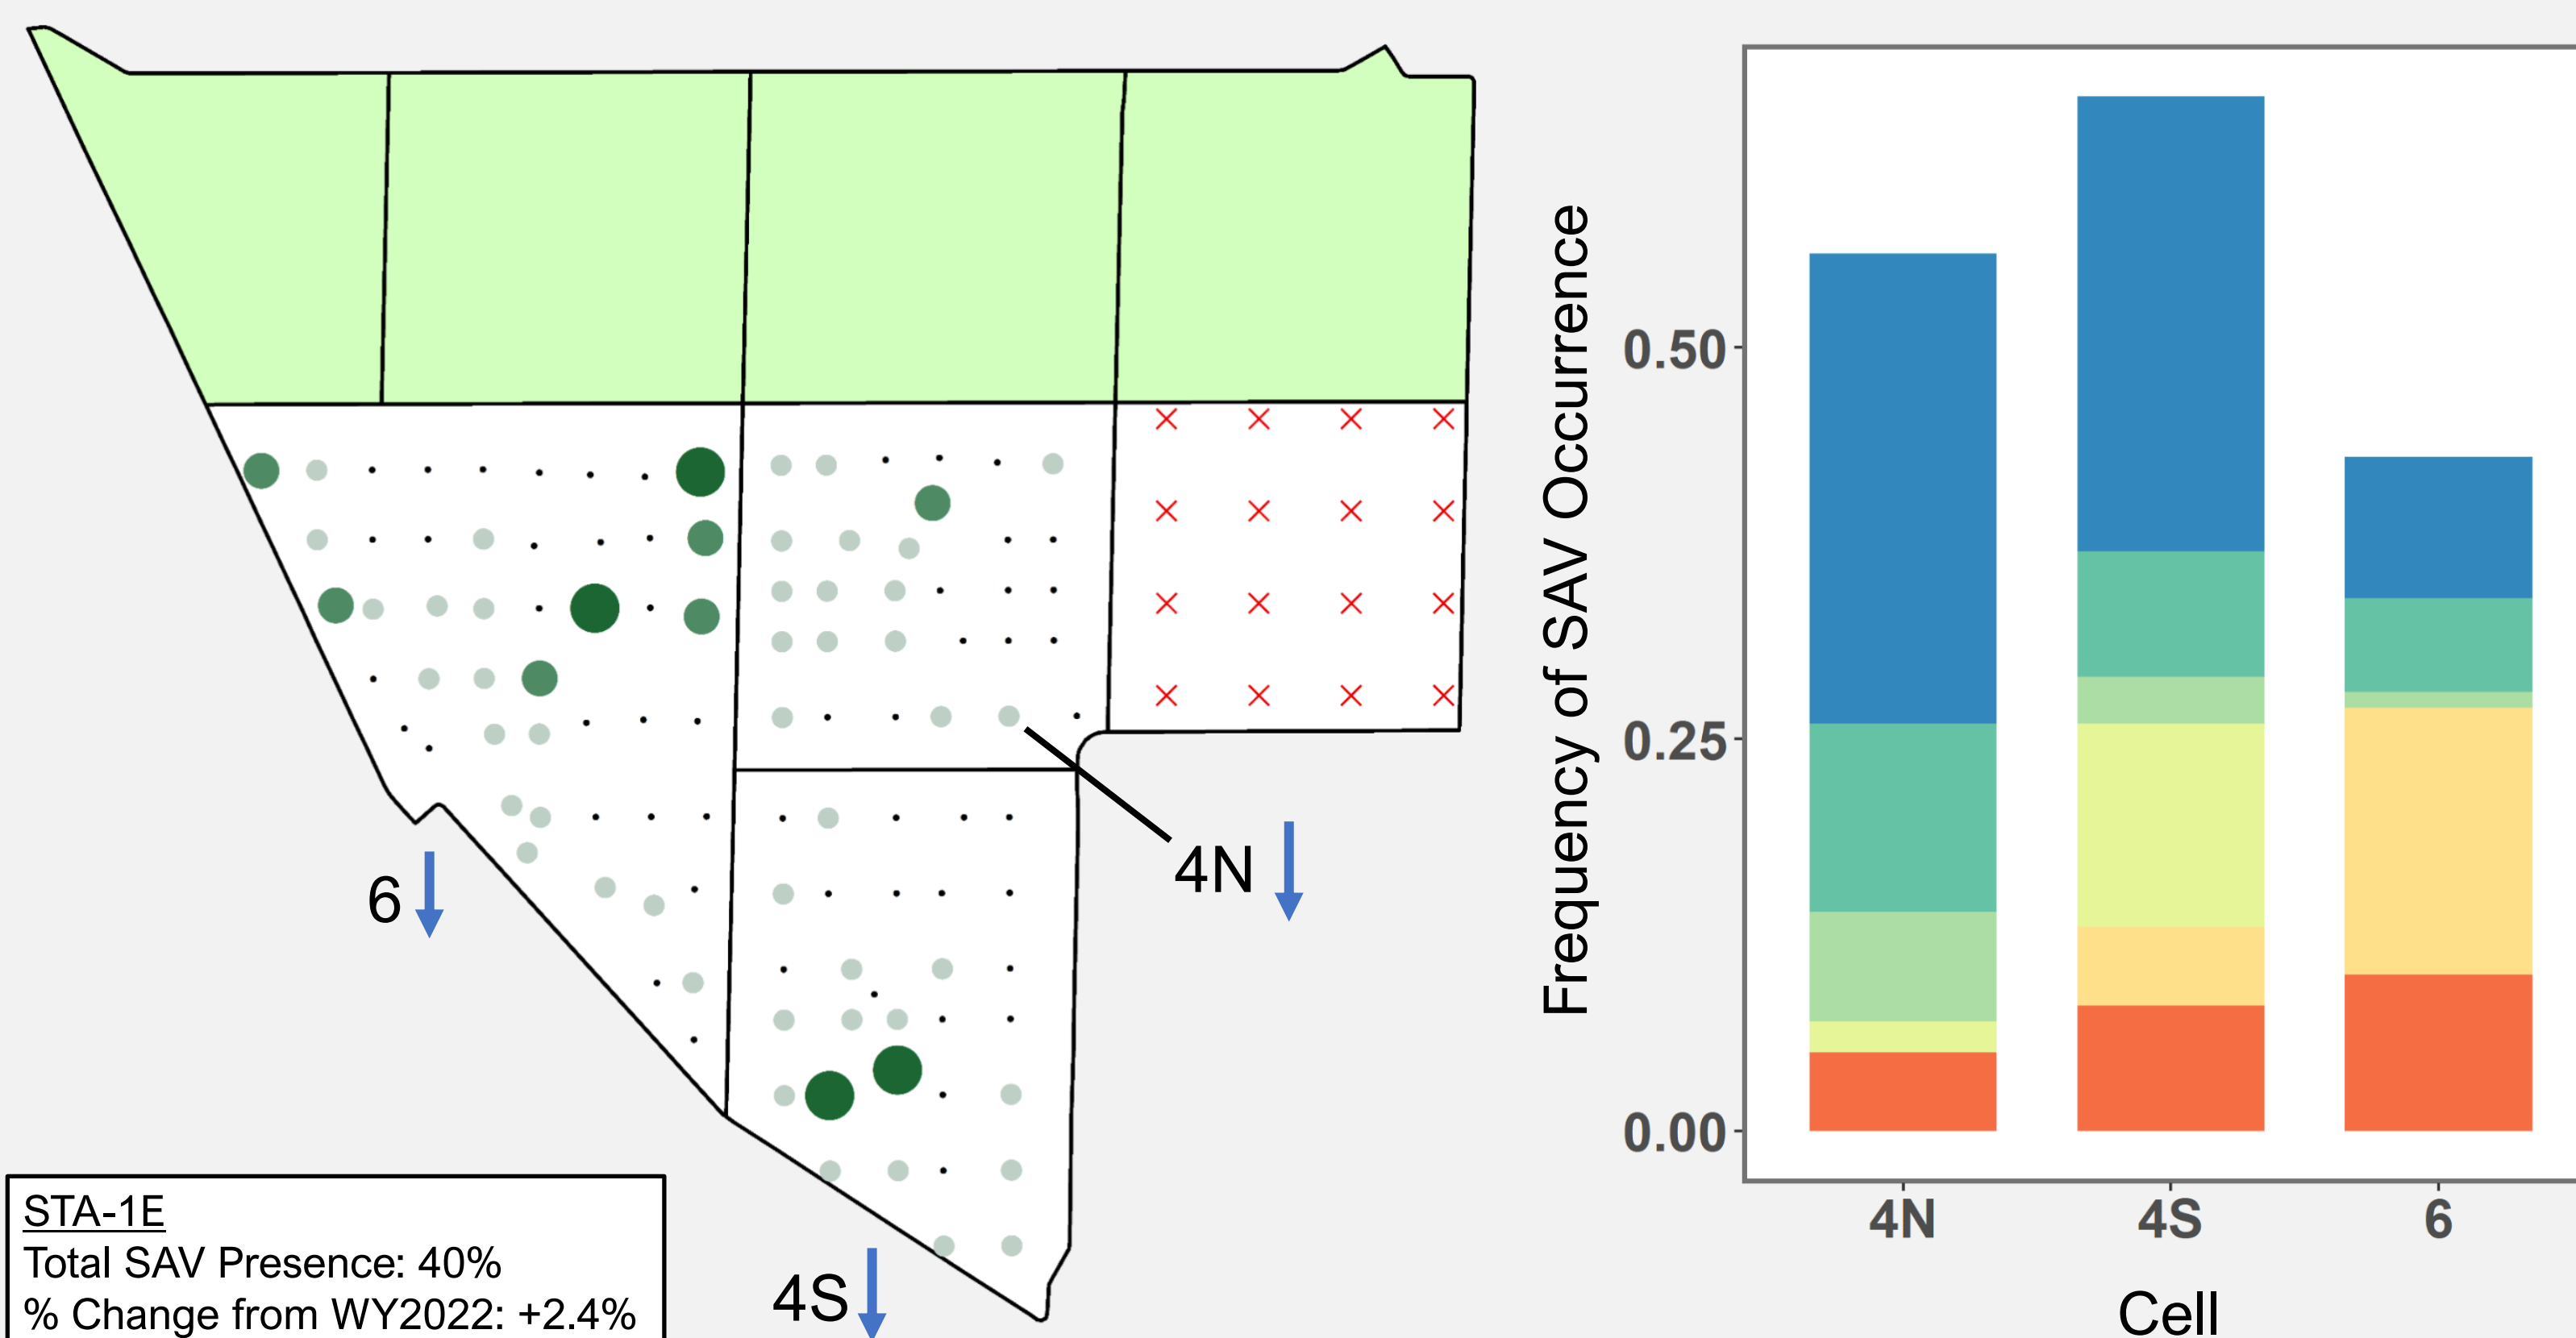 6
4N
4S
STA-1E
Total SAV Presence: 40%
% Change from WY2022: +2.4%
Frequency of SAV Occurrence
0.50
0.25
0.00
4N
4S
6
Cell